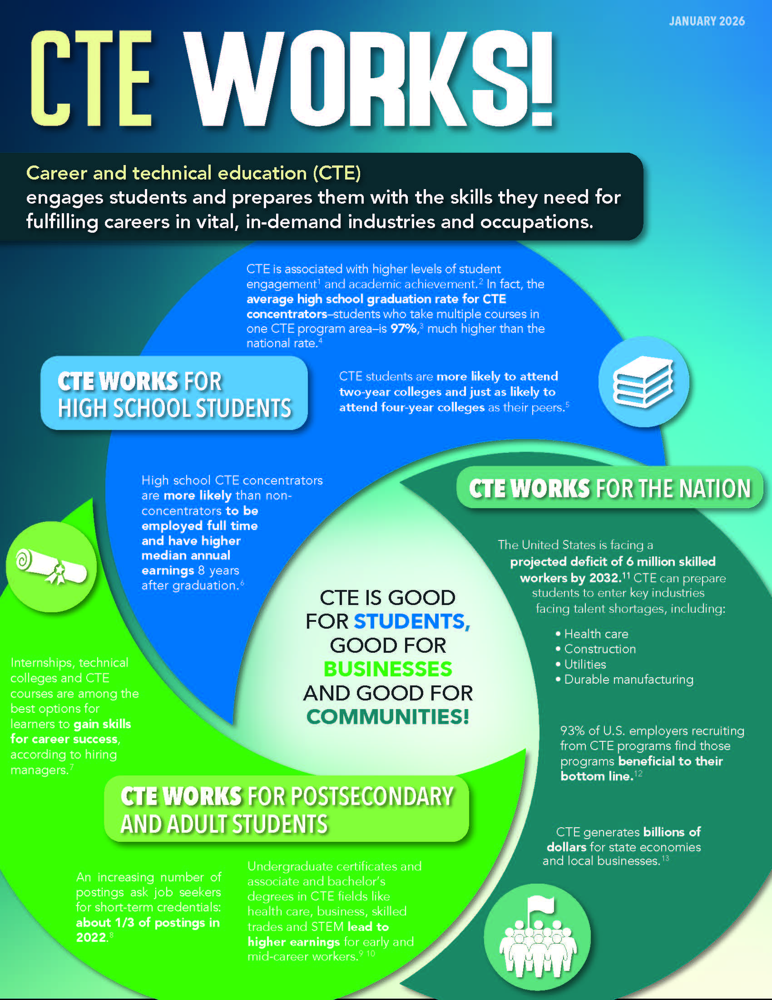 JANUARY 2026
CTE WORKS!
Career and technical education (CTE)
engages students and prepares them with the skills they need for
fulfilling careers in vital, in-demand industries and occupations.
CTE is associated with higher levels of student
engagement¹ and academic achievement.² In fact, the
average high school graduation rate for CTE
concentrators–students who take multiple courses in
one CTE program area–is 97%,³ much higher than the
national rate.⁴
CTE WORKS FOR
HIGH SCHOOL STUDENTS
CTE students are more likely to attend
two-year colleges and just as likely to
attend four-year colleges as their peers.⁵
High school CTE concentrators
are more likely than non-
concentrators to be
employed full time
and have higher
median annual
earnings 8 years
after graduation.⁶
CTE WORKS FOR THE NATION
The United States is facing a
projected deficit of 6 million skilled
workers by 2032.¹¹ CTE can prepare
students to enter key industries
facing talent shortages, including:
• Health care
• Construction
• Utilities
• Durable manufacturing
93% of U.S. employers recruiting
from CTE programs find those
programs beneficial to their
bottom line.¹²
CTE generates billions of
dollars for state economies
and local businesses.¹³
CTE IS GOOD
FOR STUDENTS,
GOOD FOR
BUSINESSES
AND GOOD FOR
COMMUNITIES!
Internships, technical
colleges and CTE
courses are among the
best options for
learners to gain skills
for career success,
according to hiring
managers.⁷
CTE WORKS FOR POSTSECONDARY
AND ADULT STUDENTS
An increasing number of
postings ask job seekers
for short-term credentials:
about 1/3 of postings in
2022.⁸
Undergraduate certificates and
associate and bachelor's
degrees in CTE fields like
health care, business, skilled
trades and STEM lead to
higher earnings for early and
mid-career workers.⁹ ¹⁰